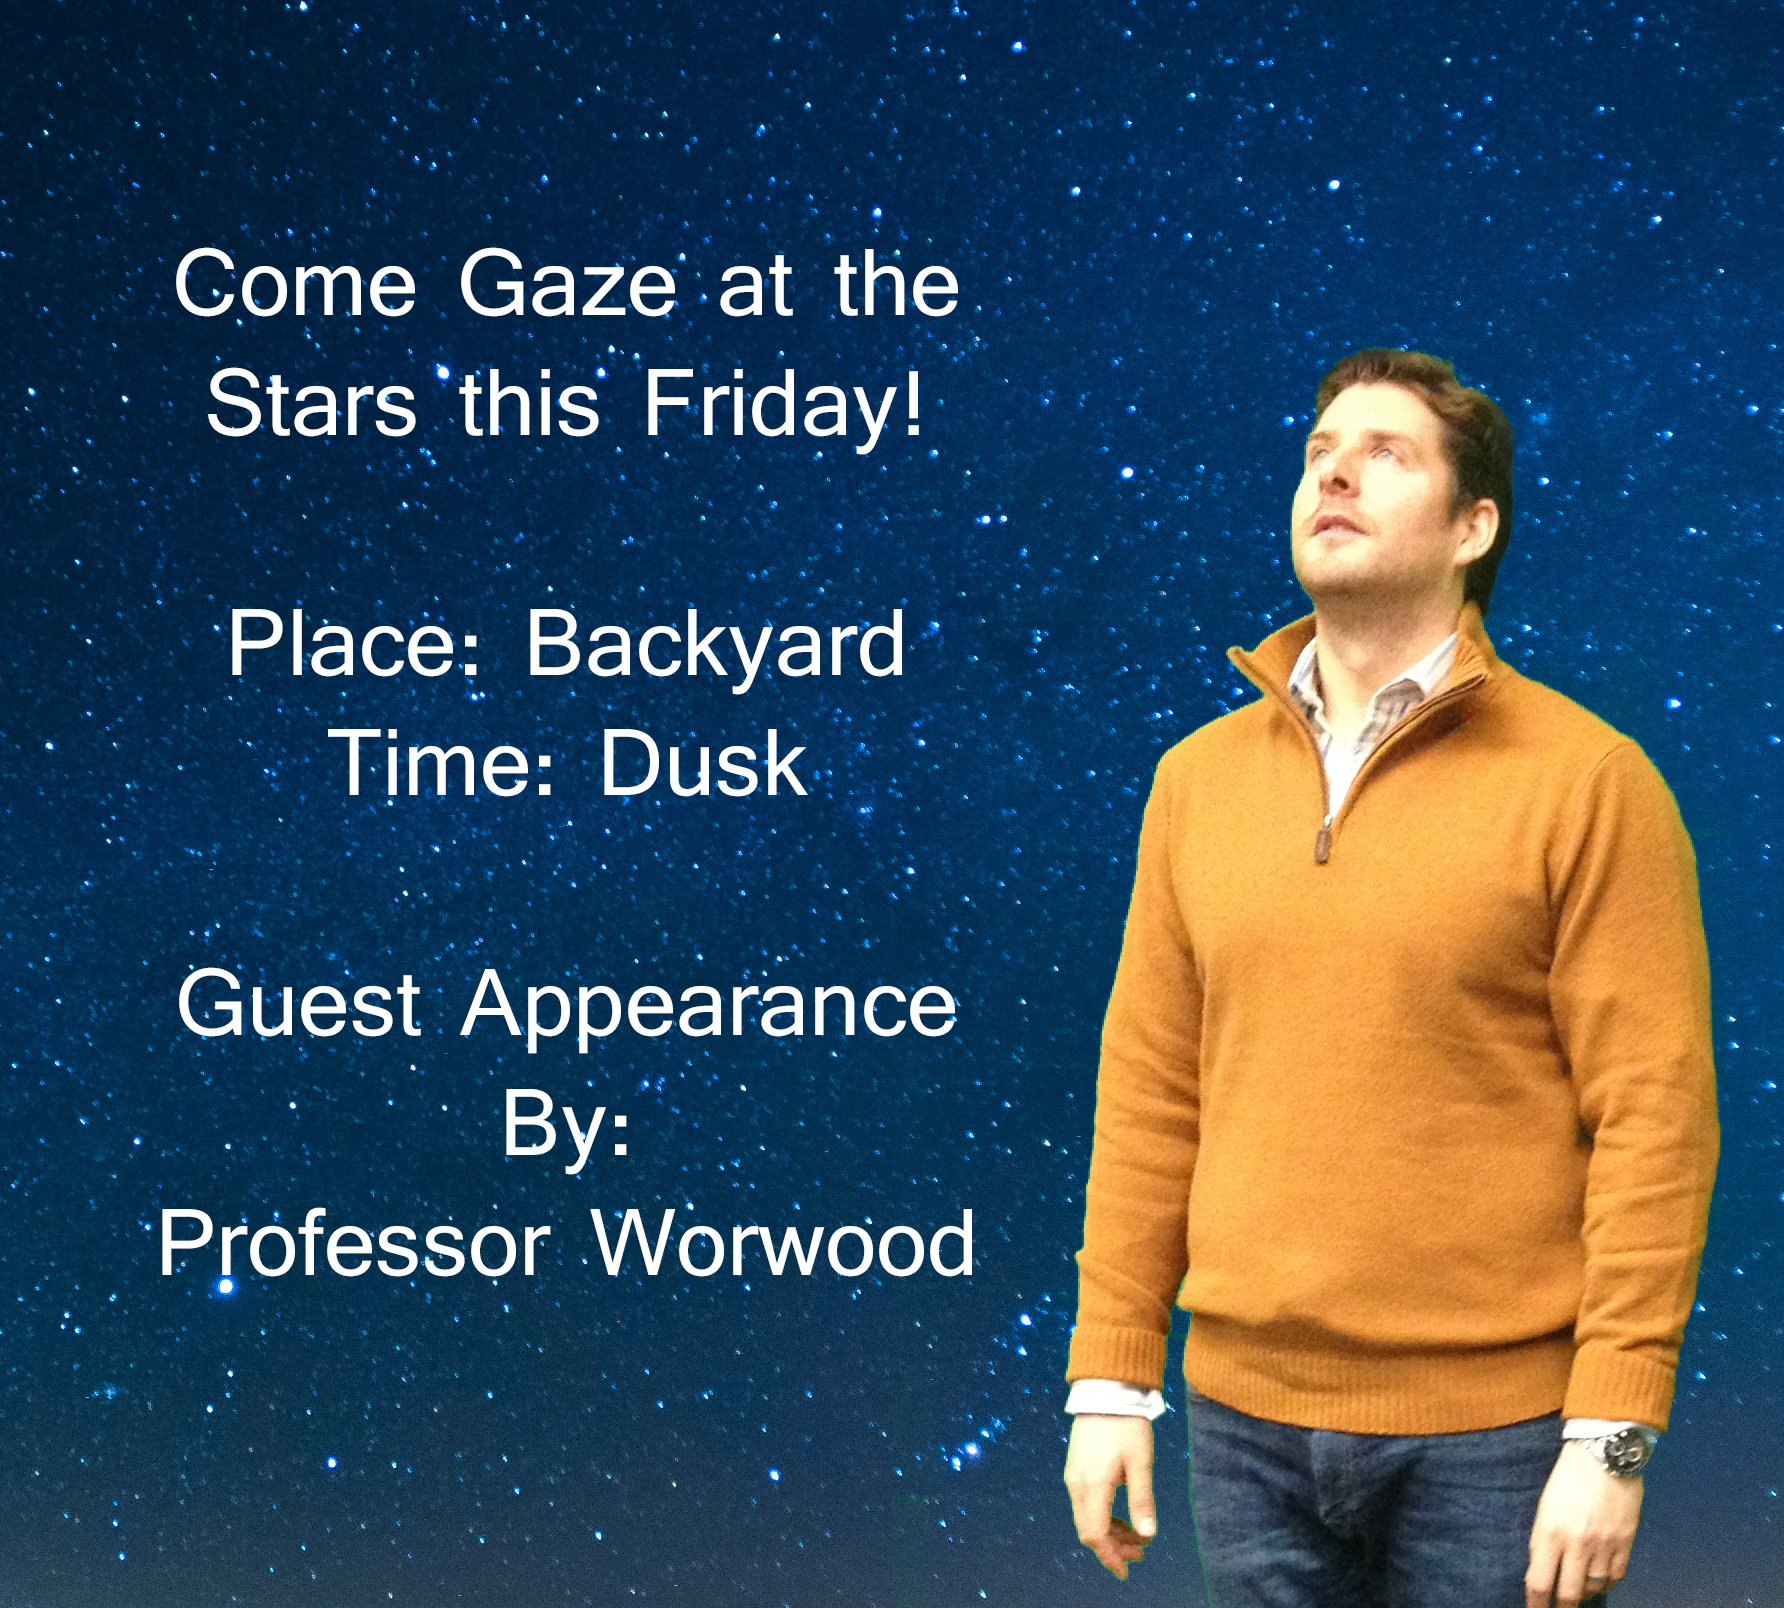 Come Gaze at the
Stars this Friday!
Place: Backyard
Time: Dusk
Guest Appearance
By:
Professor Worwood